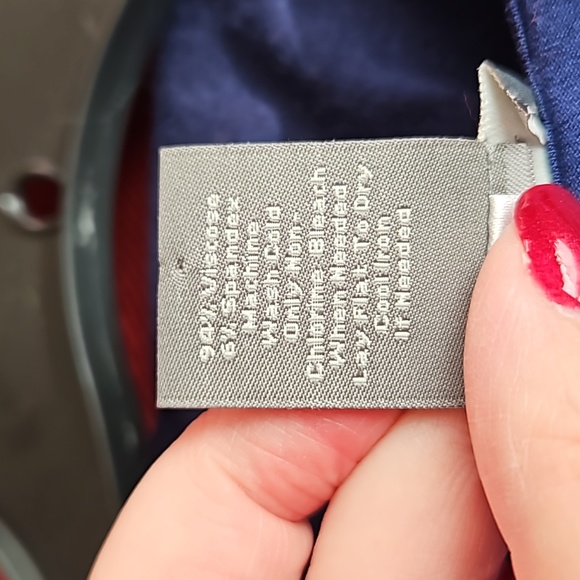 94% Viscose
6% Spandex
Machine
Wash Cold
Only Non-
Chlorine Bleach
When Needed
Lay Flat To Dry
Cool Iron
If Needed